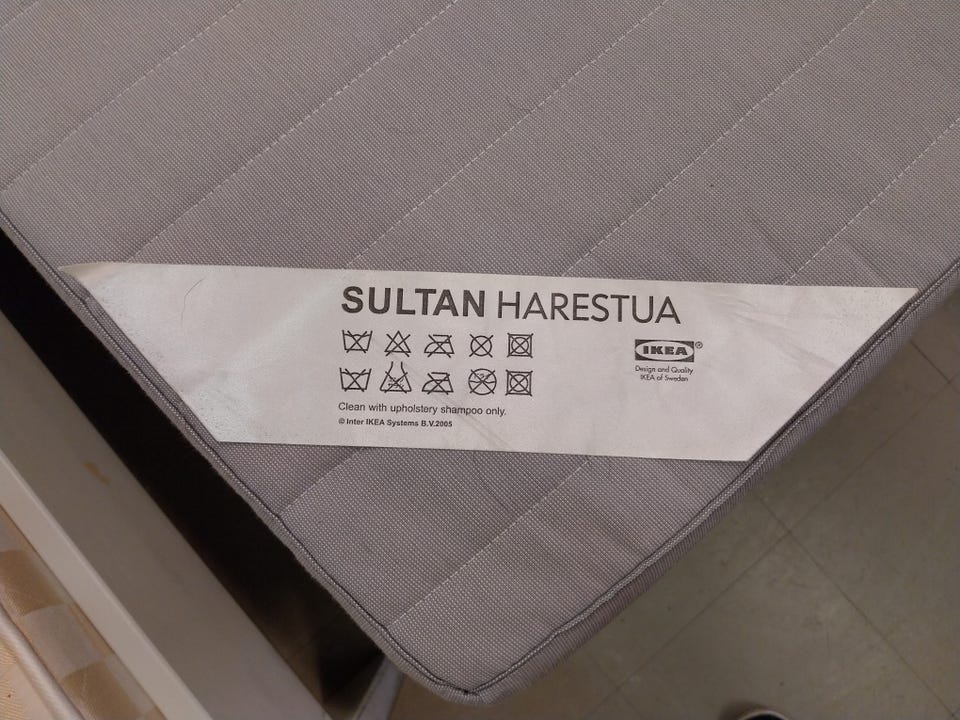 SULTAN HARESTUA
IKEA®
Design and Quality
IKEA of Sweden
Clean with upholstery shampoo only.
© Inter IKEA Systems B.V.2005